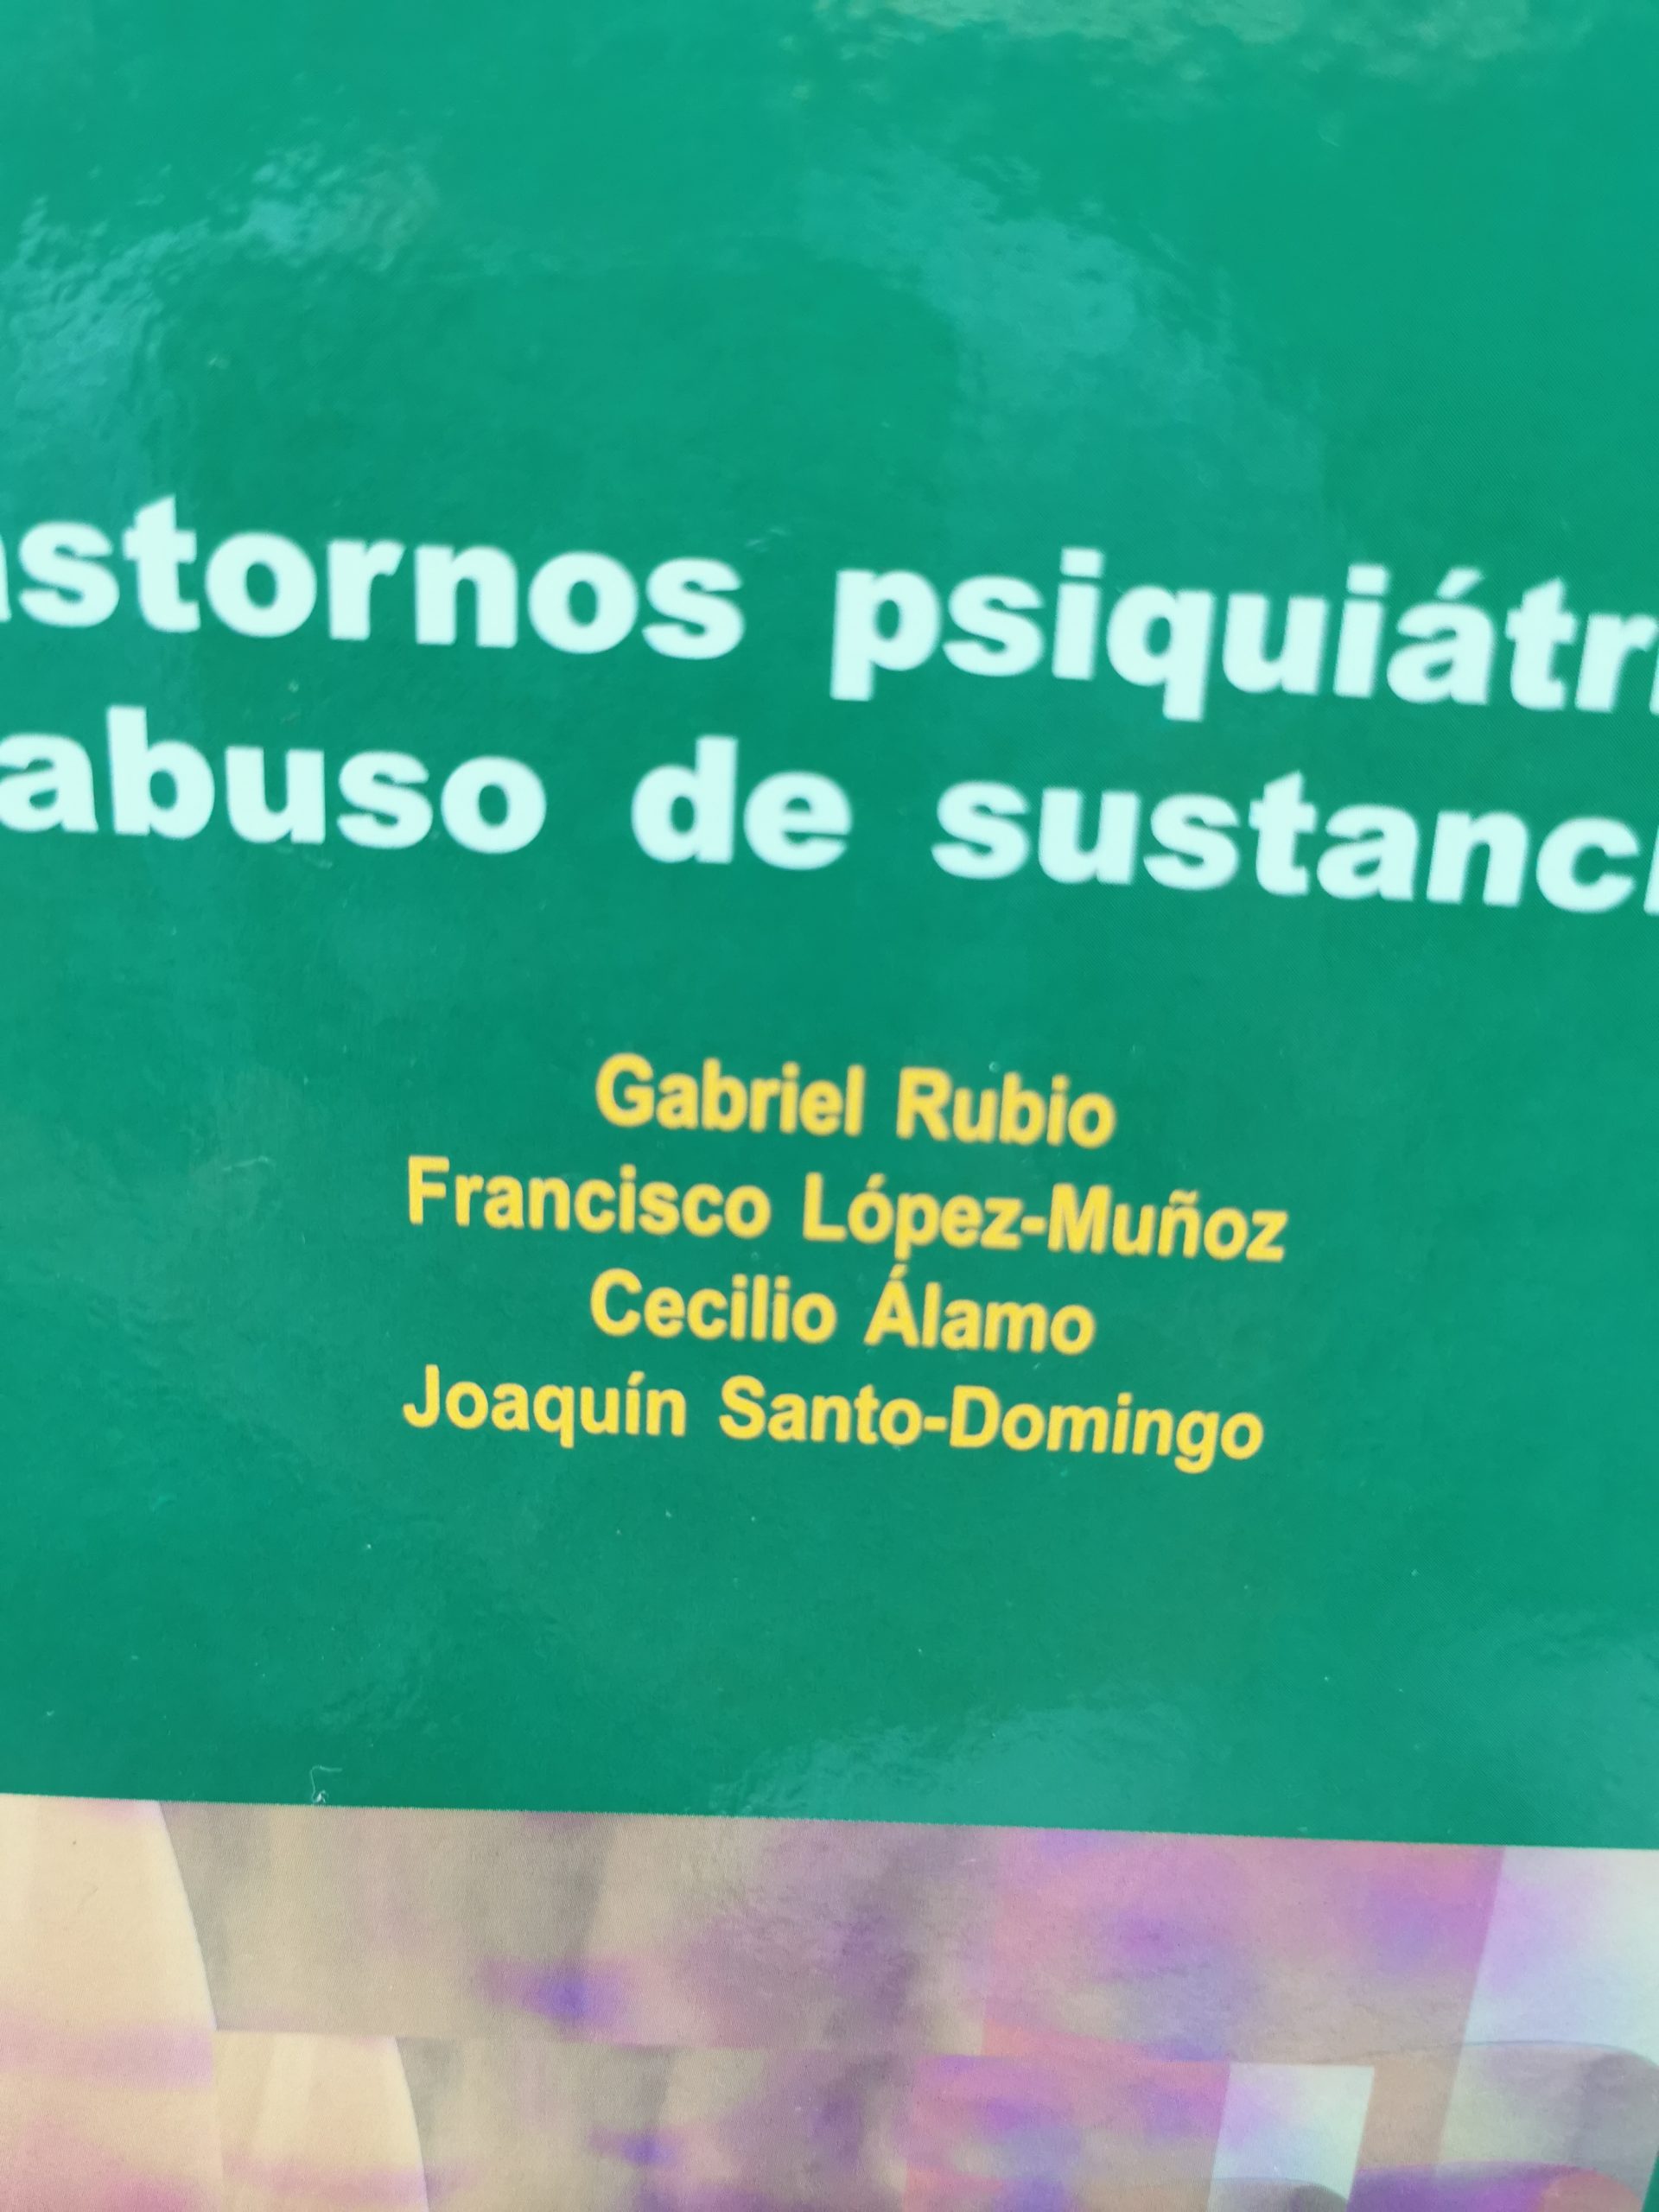 astornos psiquiátr
abuso de sustanc
Gabriel Rubio
Francisco López-Muñoz
Cecilio Álamo
Joaquín Santo-Domingo